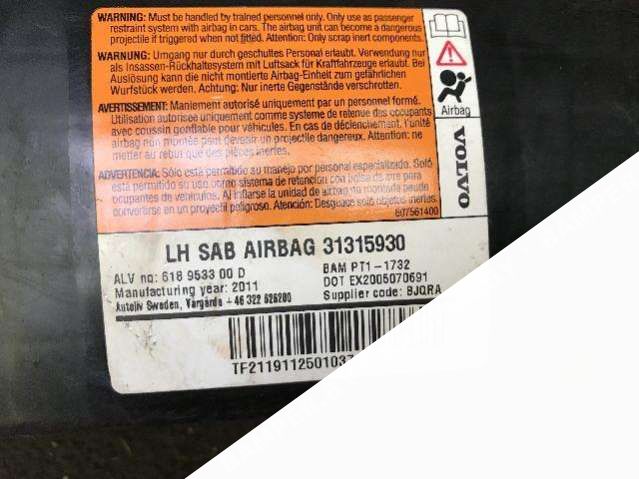 WARNING: Must be handled by trained personnel only. Only use as passenger
restraint system with airbag in cars. The airbag unit can become a dangerous
projectile if triggered when not fitted. Attention: Only scrap inert components.
WARNUNG: Umgang nur durch geschultes Personal erlaubt. Verwendung nur
als Insassen-Rückhaltesystem mit Luftsack für Kraftfahrzeuge erlaubt. Bei
Auslösung kann die nicht montierte Airbag-Einheit zum gefährlichen
Wurfstück werden. Achtung: Nur inerte Gegenstände verschrotten.
AVERTISSEMENT: Maniement autorisé uniquement par un personnel formé.
Utilisation autorisée uniquement comme système de retenue des occupants
avec coussin gonflable pour véhicules. En cas de déclenchement, l'unité
airbag non montée peut devenir un projectile dangereux. Attention: ne
mettre au rebut que des pièces inertes.
ADVERTENCIA: Sólo está permitido su manejo por personal especializado. Sólo
está permitido su uso como sistema de retención con bolsa de aire para
ocupantes de vehículos. Al inflarse la unidad de airbag no montada puede
convertirse en un proyectil peligroso. Atención: Desguace sólo objetos inertes.
607561400
Airbag
VOLVO
LH SAB AIRBAG 31315930
ALV no: 618 9533 00 D
BAM PT1-1732
Manufacturing year: 2011
DOT EX2005070691
Autoliv Sweden, Vårgårda +46 322 626200
Supplier code: BJQRA
TF2119112501037